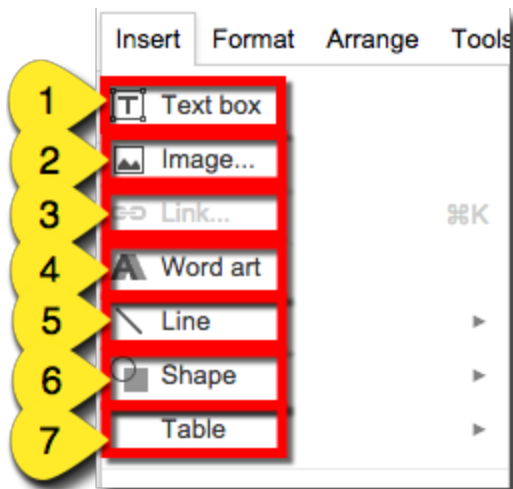 Insert Format Arrange Tools
1 Text box
2 Image...
3 Link... ⌘K
4 Word art
5 Line ▶
6 Shape ▶
7 Table ▶